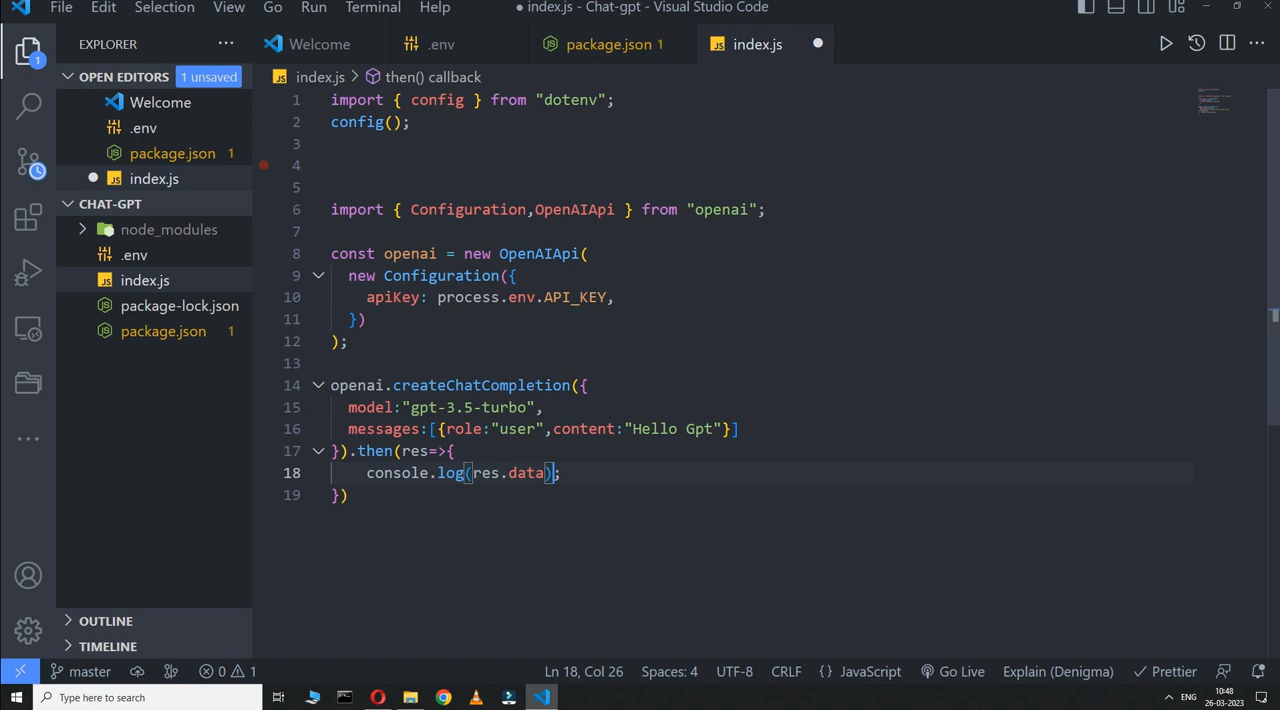 File Edit Selection View Go Run Terminal Help
● index.js - Chat-gpt - Visual Studio Code
EXPLORER ···
Welcome
.env
package.json 1
index.js
OPEN EDITORS 1 unsaved
Welcome
.env
package.json 1
index.js
CHAT-GPT
node_modules
.env
index.js
package-lock.json
package.json 1
OUTLINE
TIMELINE
1
index.js > then() callback
1 import { config } from "dotenv";
2 config();
3
4
5
6 import { Configuration,OpenAIApi } from "openai";
7
8 const openai = new OpenAIApi(
9 new Configuration({
10 apiKey: process.env.API_KEY,
11 })
12 );
13
14 openai.createChatCompletion({
15 model:"gpt-3.5-turbo",
16 messages:[{role:"user",content:"Hello Gpt"}]
17 }).then(res=>{
18 console.log(res.data);
19 })
master 0 1 Ln 18, Col 26 Spaces: 4 UTF-8 CRLF {} JavaScript Go Live Explain (Denigma) Prettier
Type here to search
ENG
10:48
26-03-2023